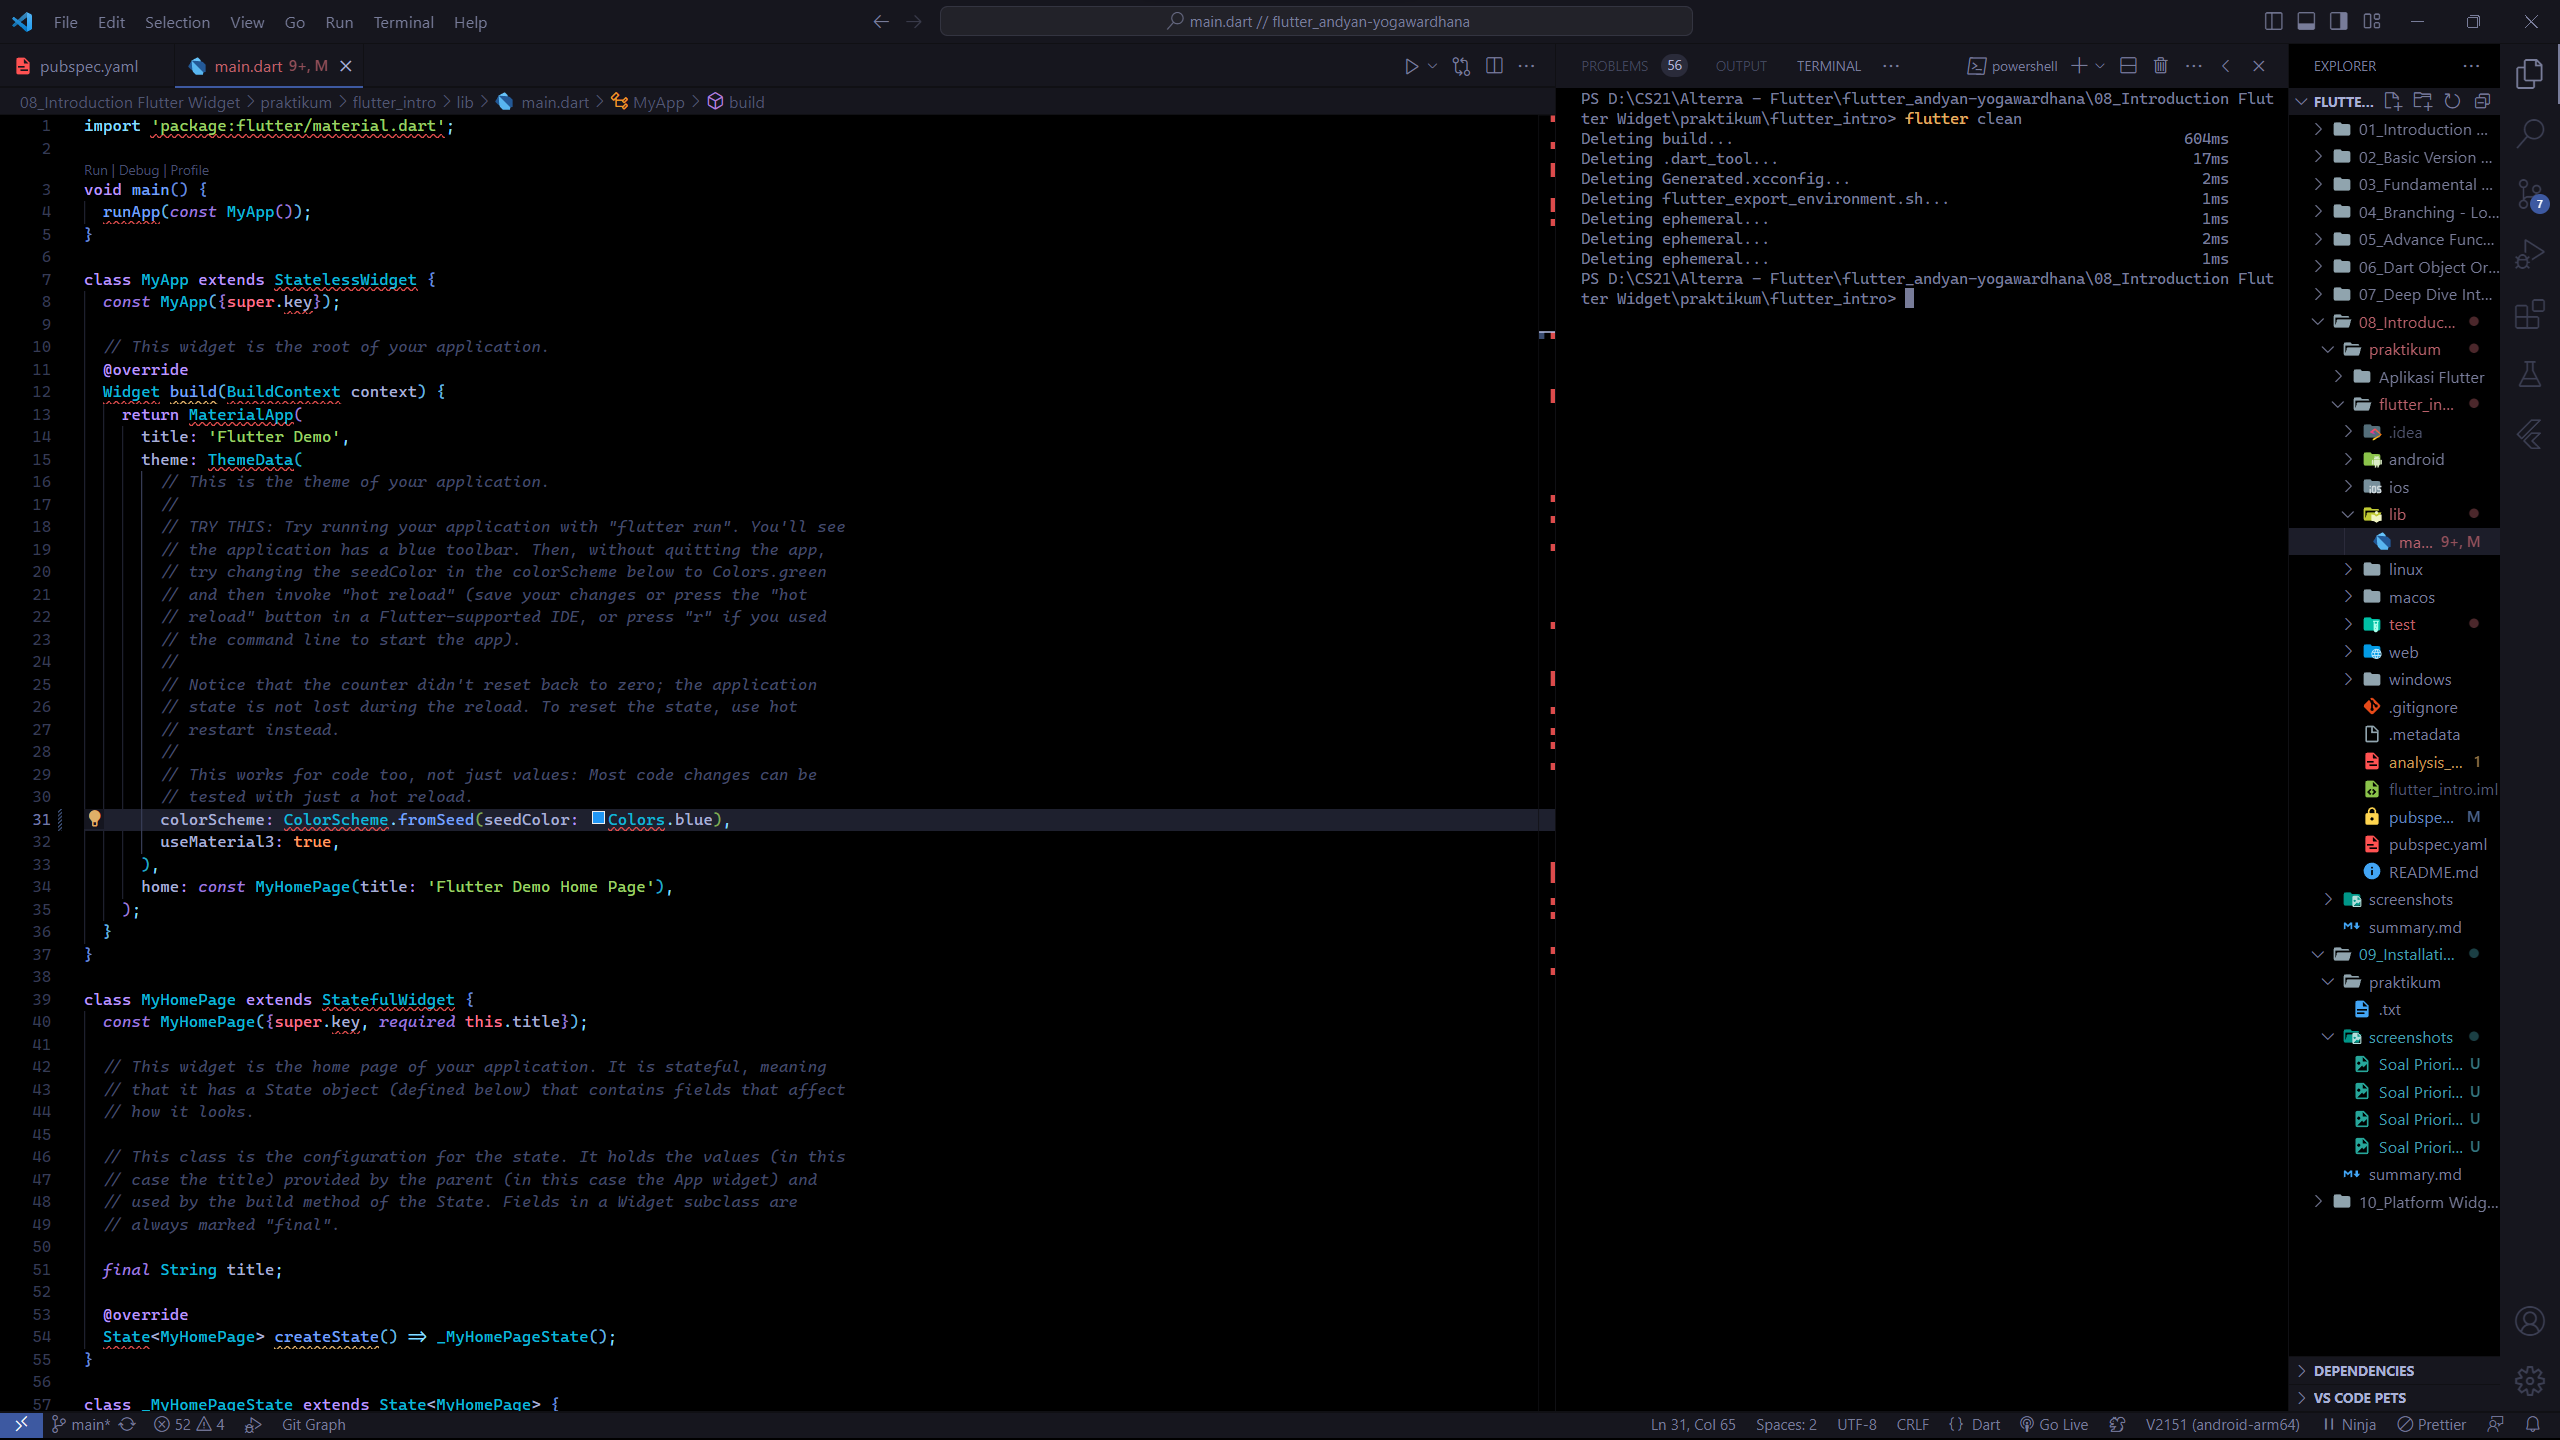 File Edit Selection View Go Run Terminal Help
main.dart // flutter_andyan-yogawardhana
pubspec.yaml
main.dart 9+, M
08_Introduction Flutter Widget > praktikum > flutter_intro > lib > main.dart > MyApp > build
1 import 'package:flutter/material.dart';
2
Run | Debug | Profile
3 void main() {
4 runApp(const MyApp());
5 }
6
7 class MyApp extends StatelessWidget {
8 const MyApp({super.key});
9
10 // This widget is the root of your application.
11 @override
12 Widget build(BuildContext context) {
13 return MaterialApp(
14 title: 'Flutter Demo',
15 theme: ThemeData(
16 // This is the theme of your application.
17 //
18 // TRY THIS: Try running your application with "flutter run". You'll see
19 // the application has a blue toolbar. Then, without quitting the app,
20 // try changing the seedColor in the colorScheme below to Colors.green
21 // and then invoke "hot reload" (save your changes or press the "hot
22 // reload" button in a Flutter-supported IDE, or press "r" if you used
23 // the command line to start the app).
24 //
25 // Notice that the counter didn't reset back to zero; the application
26 // state is not lost during the reload. To reset the state, use hot
27 // restart instead.
28 //
29 // This works for code too, not just values: Most code changes can be
30 // tested with just a hot reload.
31 colorScheme: ColorScheme.fromSeed(seedColor: Colors.blue),
32 useMaterial3: true,
33 ),
34 home: const MyHomePage(title: 'Flutter Demo Home Page'),
35 );
36 }
37 }
38
39 class MyHomePage extends StatefulWidget {
40 const MyHomePage({super.key, required this.title});
41
42 // This widget is the home page of your application. It is stateful, meaning
43 // that it has a State object (defined below) that contains fields that affect
44 // how it looks.
45
46 // This class is the configuration for the state. It holds the values (in this
47 // case the title) provided by the parent (in this case the App widget) and
48 // used by the build method of the State. Fields in a Widget subclass are
49 // always marked "final".
50
51 final String title;
52
53 @override
54 State<MyHomePage> createState() => _MyHomePageState();
55 }
56
57 class _MyHomePageState extends State<MyHomePage> {
PROBLEMS 56 OUTPUT TERMINAL ··· powershell
PS D:\CS21\Alterra - Flutter\flutter_andyan-yogawardhana\08_Introduction Flut
ter Widget\praktikum\flutter_intro> flutter clean
Deleting build... 604ms
Deleting .dart_tool... 17ms
Deleting Generated.xcconfig... 2ms
Deleting flutter_export_environment.sh... 1ms
Deleting ephemeral... 1ms
Deleting ephemeral... 2ms
Deleting ephemeral... 1ms
PS D:\CS21\Alterra - Flutter\flutter_andyan-yogawardhana\08_Introduction Flut
ter Widget\praktikum\flutter_intro>
EXPLORER
FLUTTE...
01_Introduction ...
02_Basic Version ...
03_Fundamental ...
04_Branching - Lo...
05_Advance Func...
06_Dart Object Or...
07_Deep Dive Int...
08_Introduc...
praktikum
Aplikasi Flutter
flutter_in...
.idea
android
ios
lib
ma... 9+, M
linux
macos
test
web
windows
.gitignore
.metadata
analysis_... 1
flutter_intro.iml
pubspe... M
pubspec.yaml
README.md
screenshots
summary.md
09_Installati...
praktikum
.txt
screenshots
Soal Priori... U
Soal Priori... U
Soal Priori... U
Soal Priori... U
summary.md
10_Platform Widg...
DEPENDENCIES
VS CODE PETS
7
main* 52 4 Git Graph
Ln 31, Col 65 Spaces: 2 UTF-8 CRLF {} Dart Go Live V2151 (android-arm64) Ninja Prettier